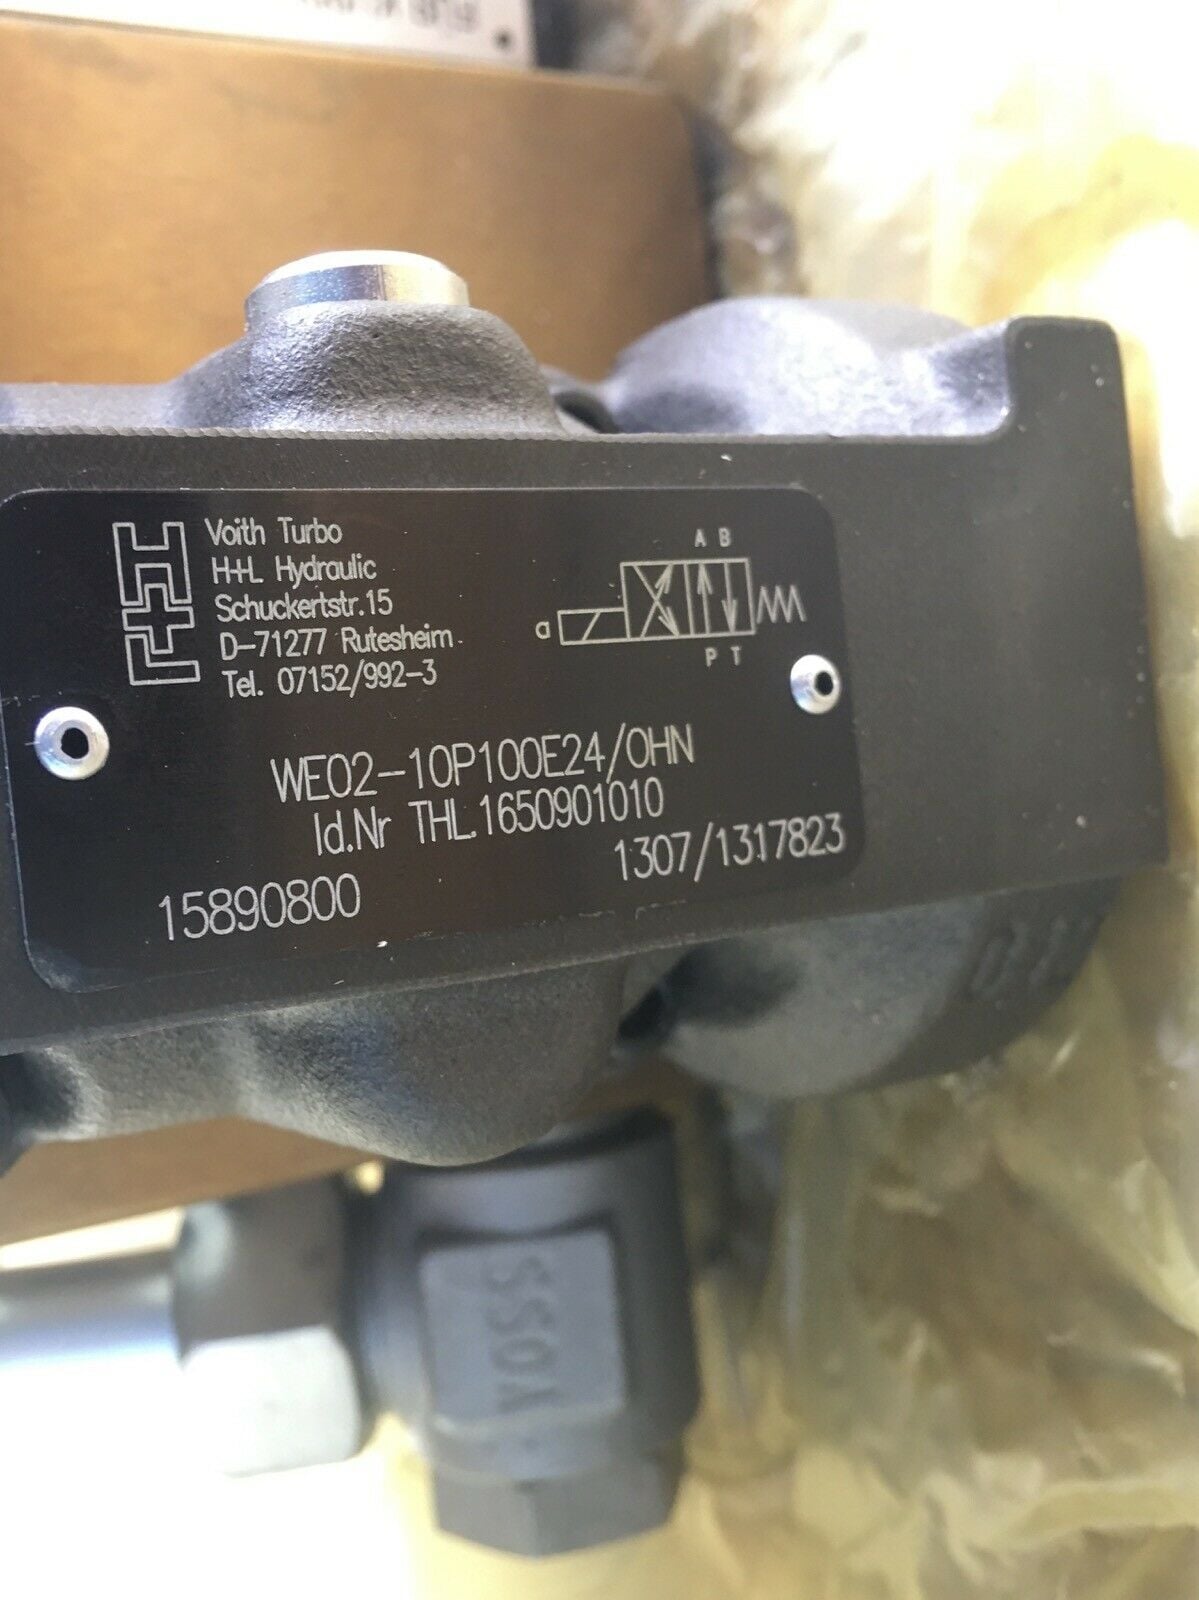 Voith Turbo
H+L Hydraulic
Schuckertstr.15
D-71277 Rutesheim
Tel. 07152/992-3
A B
a
P T
WE02-10P100E24/OHN
Id.Nr THL.1650901010
1307/1317823
15890800
VOSS